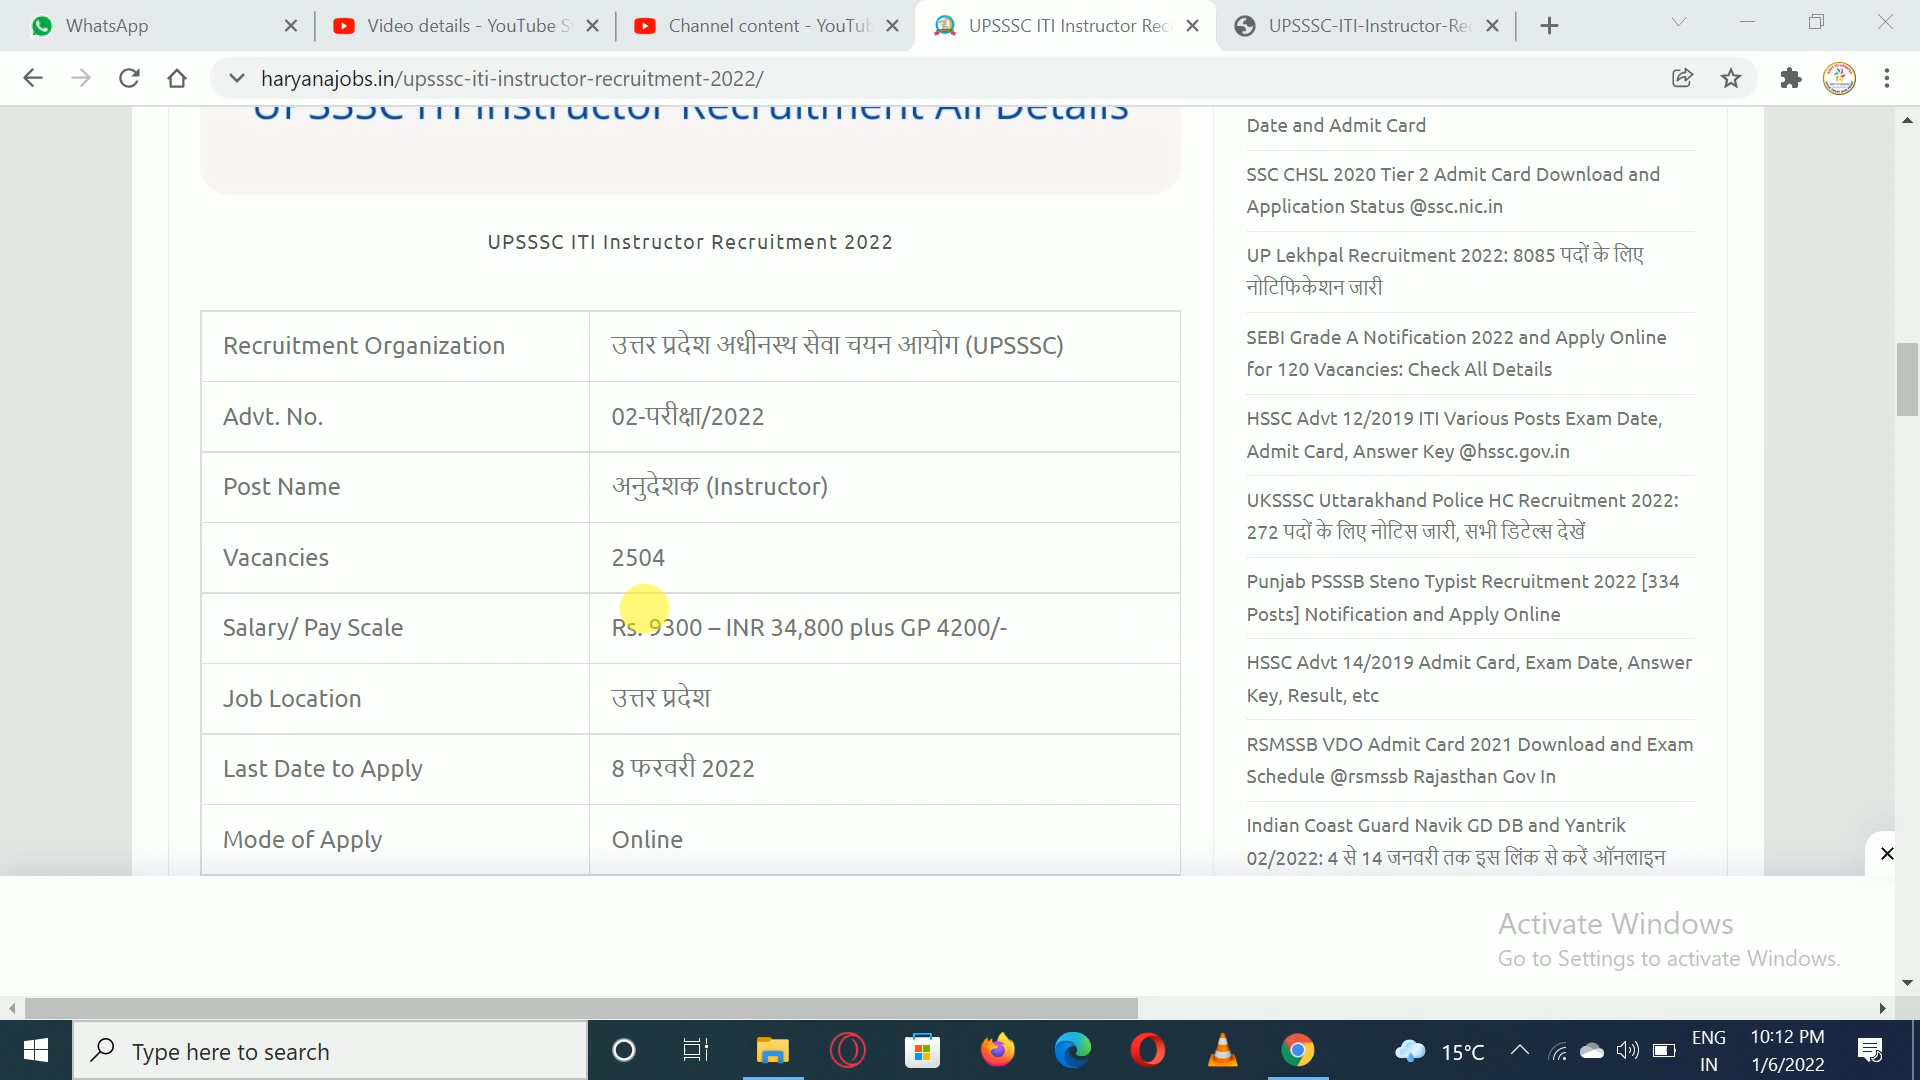 WhatsApp
Video details - YouTube S
Channel content - YouTub
UPSSSC ITI Instructor Rec
UPSSSC-ITI-Instructor-Re
haryanajobs.in/upsssc-iti-instructor-recruitment-2022/
UPSSSC ITI Instructor Recruitment All Details
UPSSSC ITI Instructor Recruitment 2022
Recruitment Organization उत्तर प्रदेश अधीनस्थ सेवा चयन आयोग (UPSSSC)
Advt. No. 02-परीक्षा/2022
Post Name अनुदेशक (Instructor)
Vacancies 2504
Salary/ Pay Scale Rs. 9300 – INR 34,800 plus GP 4200/-
Job Location उत्तर प्रदेश
Last Date to Apply 8 फरवरी 2022
Mode of Apply Online
Date and Admit Card
SSC CHSL 2020 Tier 2 Admit Card Download and
Application Status @ssc.nic.in
UP Lekhpal Recruitment 2022: 8085 पदों के लिए
नोटिफिकेशन जारी
SEBI Grade A Notification 2022 and Apply Online
for 120 Vacancies: Check All Details
HSSC Advt 12/2019 ITI Various Posts Exam Date,
Admit Card, Answer Key @hssc.gov.in
UKSSSC Uttarakhand Police HC Recruitment 2022:
272 पदों के लिए नोटिस जारी, सभी डिटेल्स देखें
Punjab PSSSB Steno Typist Recruitment 2022 [334
Posts] Notification and Apply Online
HSSC Advt 14/2019 Admit Card, Exam Date, Answer
Key, Result, etc
RSMSSB VDO Admit Card 2021 Download and Exam
Schedule @rsmssb Rajasthan Gov In
Indian Coast Guard Navik GD DB and Yantrik
02/2022: 4 से 14 जनवरी तक इस लिंक से करें ऑनलाइन
Activate Windows
Go to Settings to activate Windows.
Type here to search
15°C
ENG
IN
10:12 PM
1/6/2022